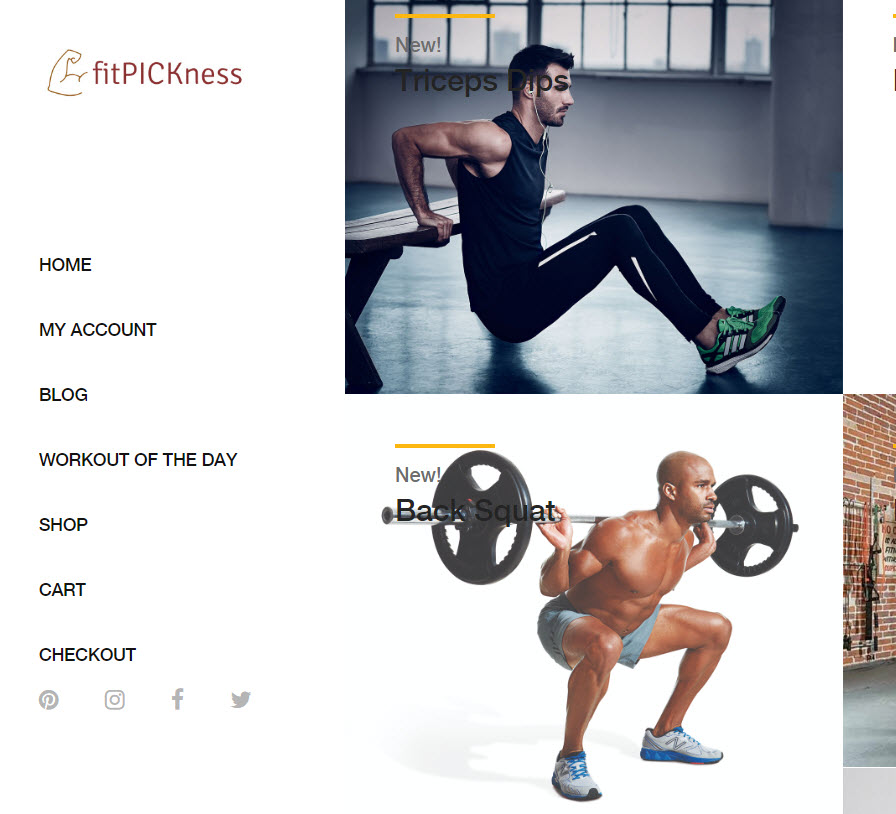 fitPICKness
HOME
MY ACCOUNT
BLOG
WORKOUT OF THE DAY
SHOP
CART
CHECKOUT
New!
Triceps Dips
New!
Back Squat